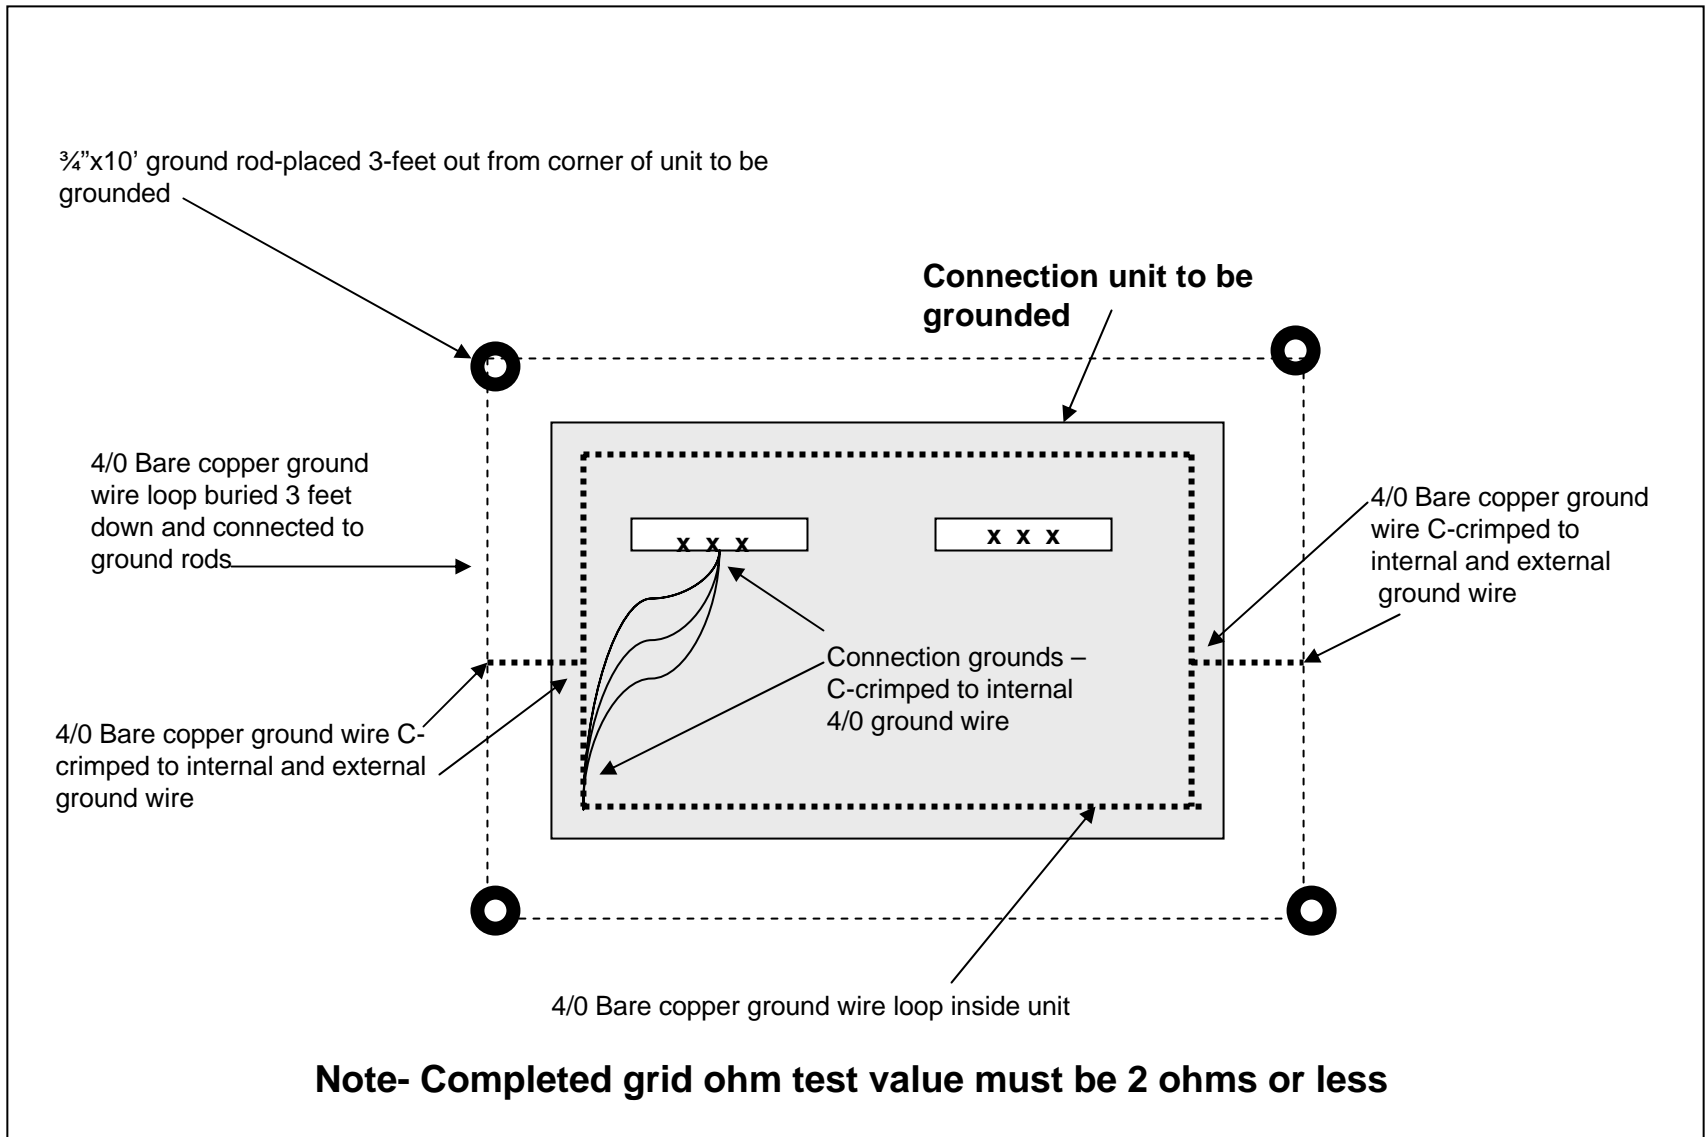 ¾”x10’ ground rod-placed 3-feet out from corner of unit to be
grounded
Connection unit to be
grounded
4/0 Bare copper ground
wire loop buried 3 feet
down and connected to
ground rods
4/0 Bare copper ground
wire C-crimped to
internal and external
ground wire
x x x
x x x
Connection grounds –
C-crimped to internal
4/0 ground wire
4/0 Bare copper ground wire C-
crimped to internal and external
ground wire
4/0 Bare copper ground wire loop inside unit
Note- Completed grid ohm test value must be 2 ohms or less